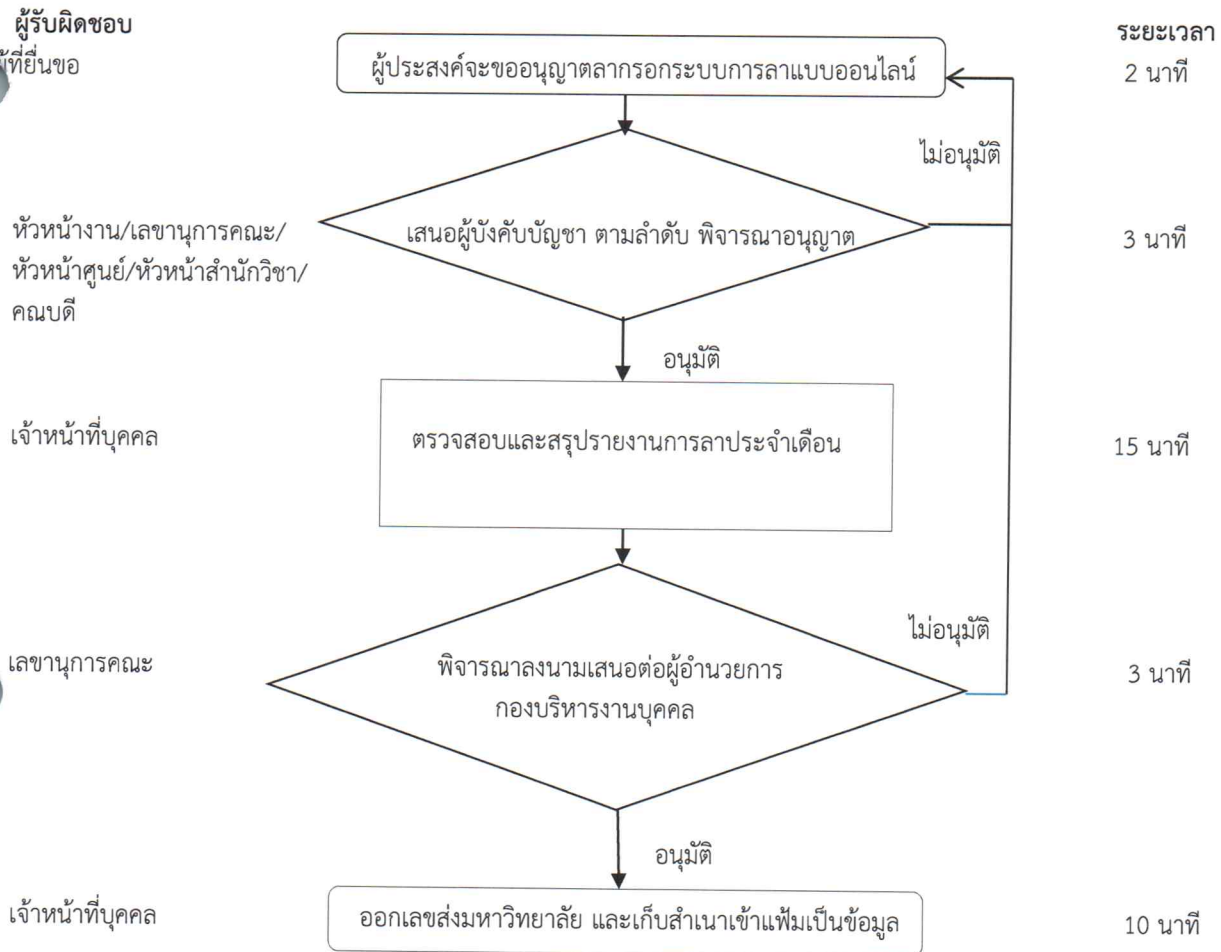 ผู้รับผิดชอบ
ระยะเวลา
ผู้ประสงค์จะขออนุญาตลากรอกระบบการลาแบบออนไลน์
2 นาที
ไม่อนุมัติ
หัวหน้างาน/เลขานุการคณะ/
หัวหน้าศูนย์/หัวหน้าสำนักวิชา/
คณบดี
เสนอผู้บังคับบัญชา ตามลำดับ พิจารณาอนุญาต
3 นาที
อนุมัติ
เจ้าหน้าที่บุคคล
ตรวจสอบและสรุปรายงานการลาประจำเดือน
15 นาที
ไม่อนุมัติ
เลขานุการคณะ
พิจารณาลงนามเสนอต่อผู้อำนวยการ
กองบริหารงานบุคคล
3 นาที
อนุมัติ
เจ้าหน้าที่บุคคล
ออกเลขส่งมหาวิทยาลัย และเก็บสำเนาเข้าแฟ้มเป็นข้อมูล
10 นาที